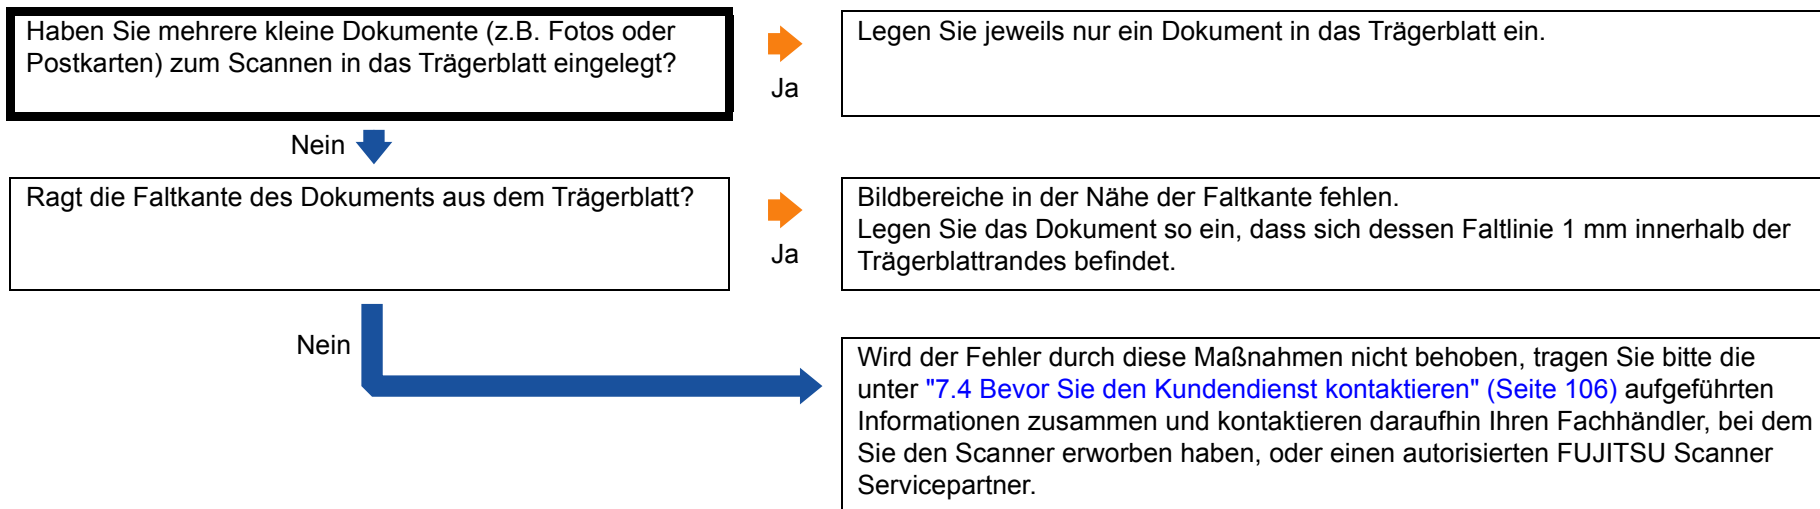 Haben Sie mehrere kleine Dokumente (z.B. Fotos oder
Postkarten) zum Scannen in das Trägerblatt eingelegt?
Ja
Legen Sie jeweils nur ein Dokument in das Trägerblatt ein.
Nein
Ragt die Faltkante des Dokuments aus dem Trägerblatt?
Ja
Bildbereiche in der Nähe der Faltkante fehlen.
Legen Sie das Dokument so ein, dass sich dessen Faltlinie 1 mm innerhalb der
Trägerblattrandes befindet.
Nein
Wird der Fehler durch diese Maßnahmen nicht behoben, tragen Sie bitte die
unter "7.4 Bevor Sie den Kundendienst kontaktieren" (Seite 106) aufgeführten
Informationen zusammen und kontaktieren daraufhin Ihren Fachhändler, bei dem
Sie den Scanner erworben haben, oder einen autorisierten FUJITSU Scanner
Servicepartner.